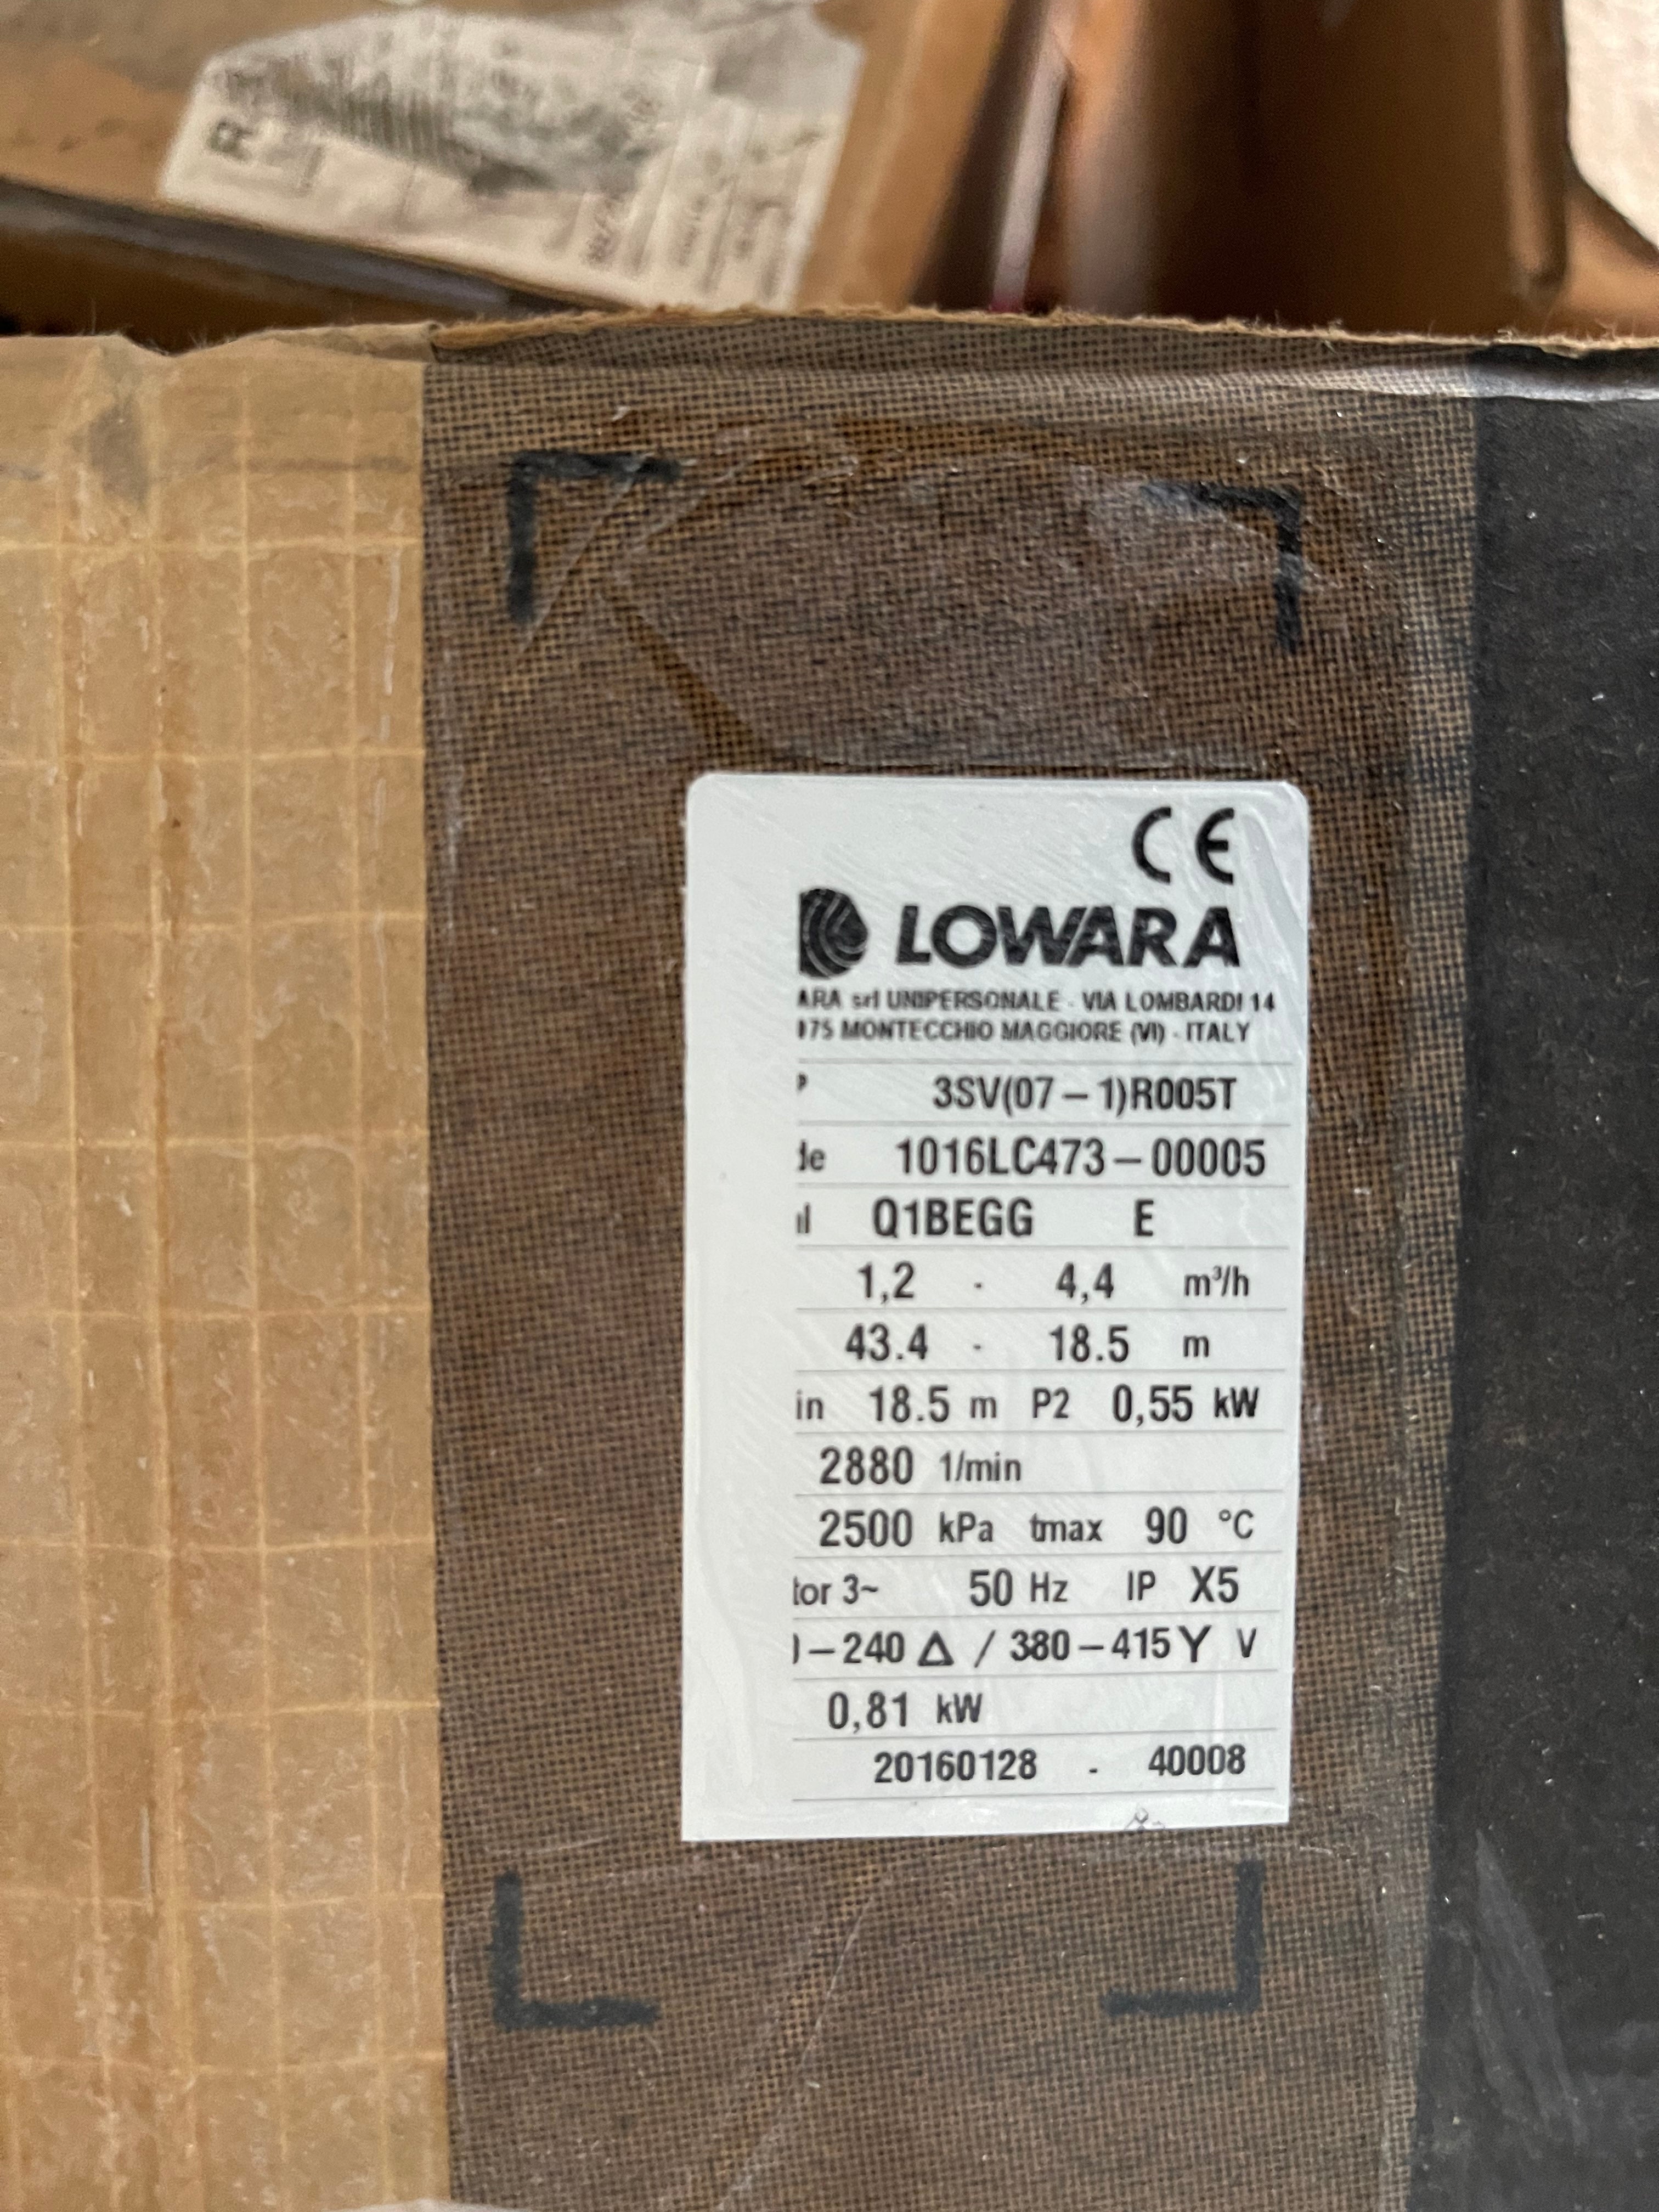 CE
LOWARA
ARA srl UNIPERSONALE - VIA LOMBARDI 14
075 MONTECCHIO MAGGIORE (VI) - ITALY
3SV(07 – 1)R005T
de 1016LC473 – 00005
Q1BEGG E
1,2 - 4,4 m³/h
43.4 - 18.5 m
in 18.5 m P2 0,55 kW
2880 1/min
2500 kPa tmax 90 °C
tor 3~ 50 Hz IP X5
– 240 Δ / 380 – 415 Y V
0,81 kW
20160128 - 40008